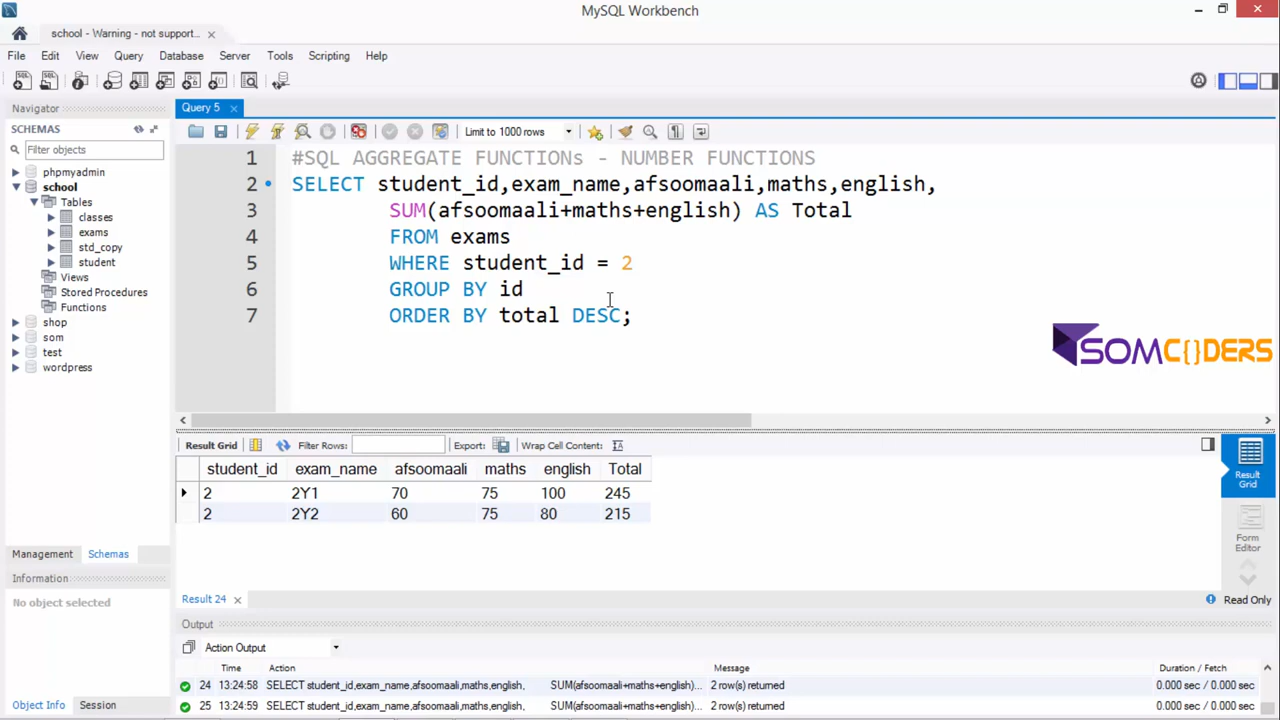 MySQL Workbench
school - Warning - not support...
File Edit View Query Database Server Tools Scripting Help
Navigator
SCHEMAS
Filter objects
phpmyadmin
school
Tables
classes
exams
std_copy
student
Views
Stored Procedures
Functions
shop
som
test
wordpress
Management Schemas
Information
No object selected
Object Info Session
Query 5
Limit to 1000 rows
1 #SQL AGGREGATE FUNCTIONs - NUMBER FUNCTIONS
2 SELECT student_id,exam_name,afsoomaali,maths,english,
3 SUM(afsoomaali+maths+english) AS Total
4 FROM exams
5 WHERE student_id = 2
6 GROUP BY id
7 ORDER BY total DESC;
SOMC{}DERS
Result Grid Filter Rows: Export: Wrap Cell Content:
student_id exam_name afsoomaali maths english Total
2 2Y1 70 75 100 245
2 2Y2 60 75 80 215
Result Grid
Form Editor
Result 24
Read Only
Output
Action Output
Time Action Message Duration / Fetch
24 13:24:58 SELECT student_id,exam_name,afsoomaali,maths,english, SUM(afsoomaali+maths+english)... 2 row(s) returned 0.000 sec / 0.000 sec
25 13:24:59 SELECT student_id,exam_name,afsoomaali,maths,english, SUM(afsoomaali+maths+english)... 2 row(s) returned 0.000 sec / 0.000 sec